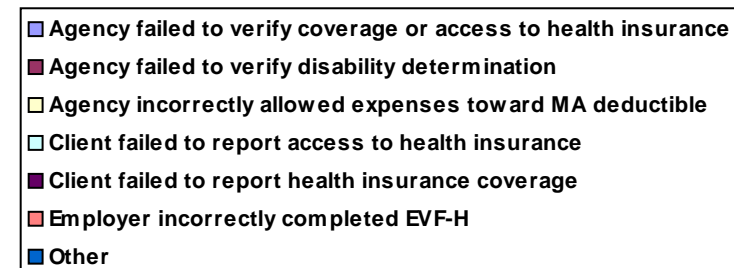 Agency failed to verify coverage or access to health insurance
Agency failed to verify disability determination
Agency incorrectly allowed expenses toward MA deductible
Client failed to report access to health insurance
Client failed to report health insurance coverage
Employer incorrectly completed EVF-H
Other